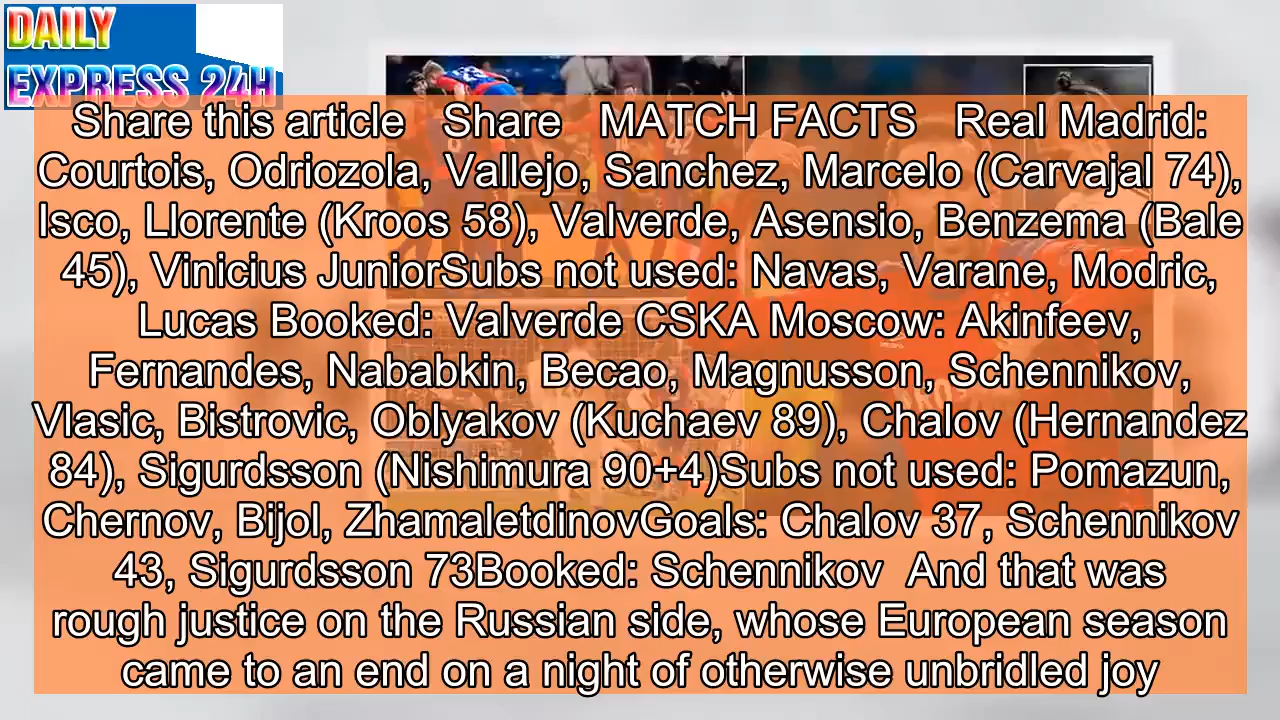 DAILY
EXPRESS 24H
Share this article   Share   MATCH FACTS   Real Madrid:
Courtois, Odriozola, Vallejo, Sanchez, Marcelo (Carvajal 74),
Isco, Llorente (Kroos 58), Valverde, Asensio, Benzema (Bale
45), Vinicius JuniorSubs not used: Navas, Varane, Modric,
Lucas Booked: Valverde CSKA Moscow: Akinfeev,
Fernandes, Nababkin, Becao, Magnusson, Schennikov,
Vlasic, Bistrovic, Oblyakov (Kuchaev 89), Chalov (Hernandez
84), Sigurdsson (Nishimura 90+4)Subs not used: Pomazun,
Chernov, Bijol, ZhamaletdinovGoals: Chalov 37, Schennikov
43, Sigurdsson 73Booked: Schennikov  And that was
rough justice on the Russian side, whose European season
came to an end on a night of otherwise unbridled joy